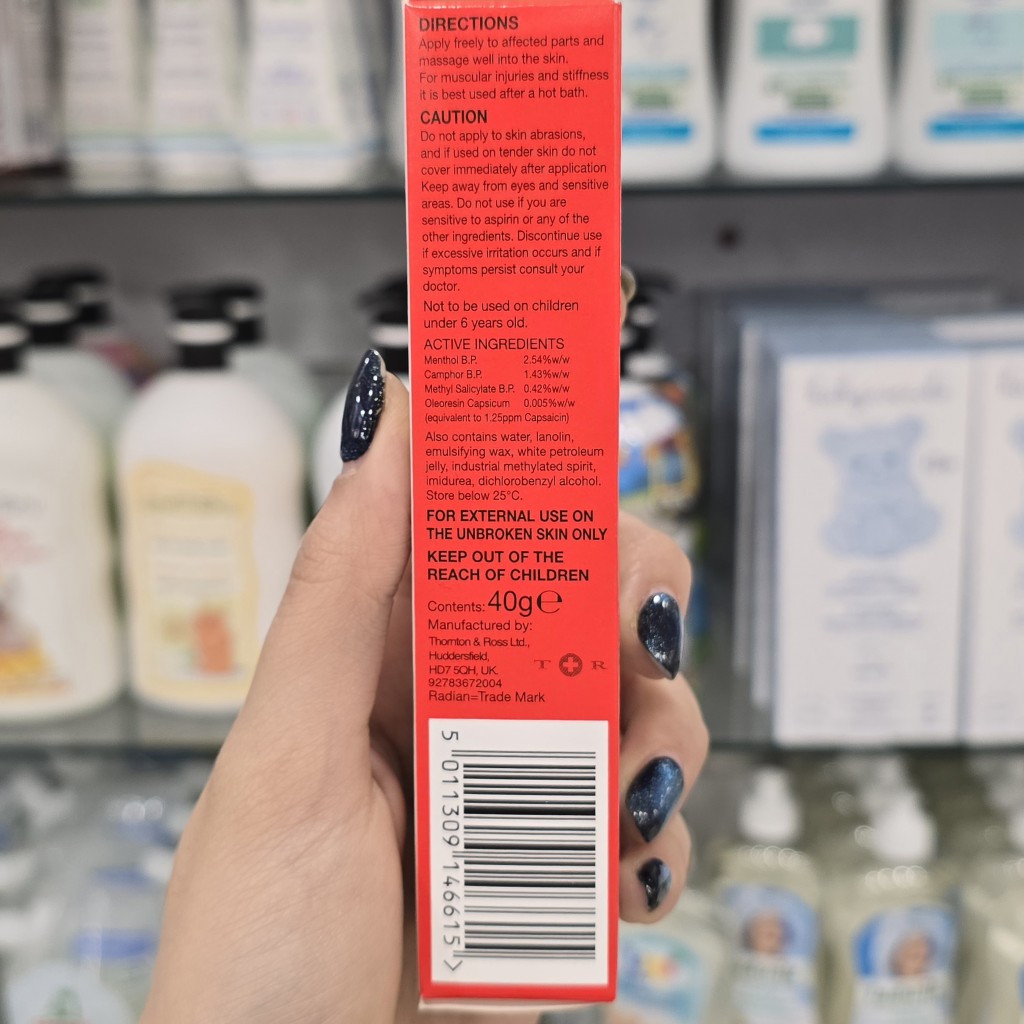 DIRECTIONS
Apply freely to affected parts and
massage well into the skin.
For muscular injuries and stiffness
it is best used after a hot bath.
CAUTION
Do not apply to skin abrasions,
and if used on tender skin do not
cover immediately after application
Keep away from eyes and sensitive
areas. Do not use if you are
sensitive to aspirin or any of the
other ingredients. Discontinue use
if excessive irritation occurs and if
symptoms persist consult your
doctor.
Not to be used on children
under 6 years old.
ACTIVE INGREDIENTS
Menthol B.P. 2.54%w/w
Camphor B.P. 1.43%w/w
Methyl Salicylate B.P. 0.42%w/w
Oleoresin Capsicum 0.005%w/w
(equivalent to 1.25ppm Capsaicin)
Also contains water, lanolin,
emulsifying wax, white petroleum
jelly, industrial methylated spirit,
imidurea, dichlorobenzyl alcohol.
Store below 25°C.
FOR EXTERNAL USE ON
THE UNBROKEN SKIN ONLY
KEEP OUT OF THE
REACH OF CHILDREN
Contents: 40g℮
Manufactured by:
Thornton & Ross Ltd.,
Huddersfield,
HD7 5QH, UK.
T R
92783672004
Radian=Trade Mark
5 011309 146615 >